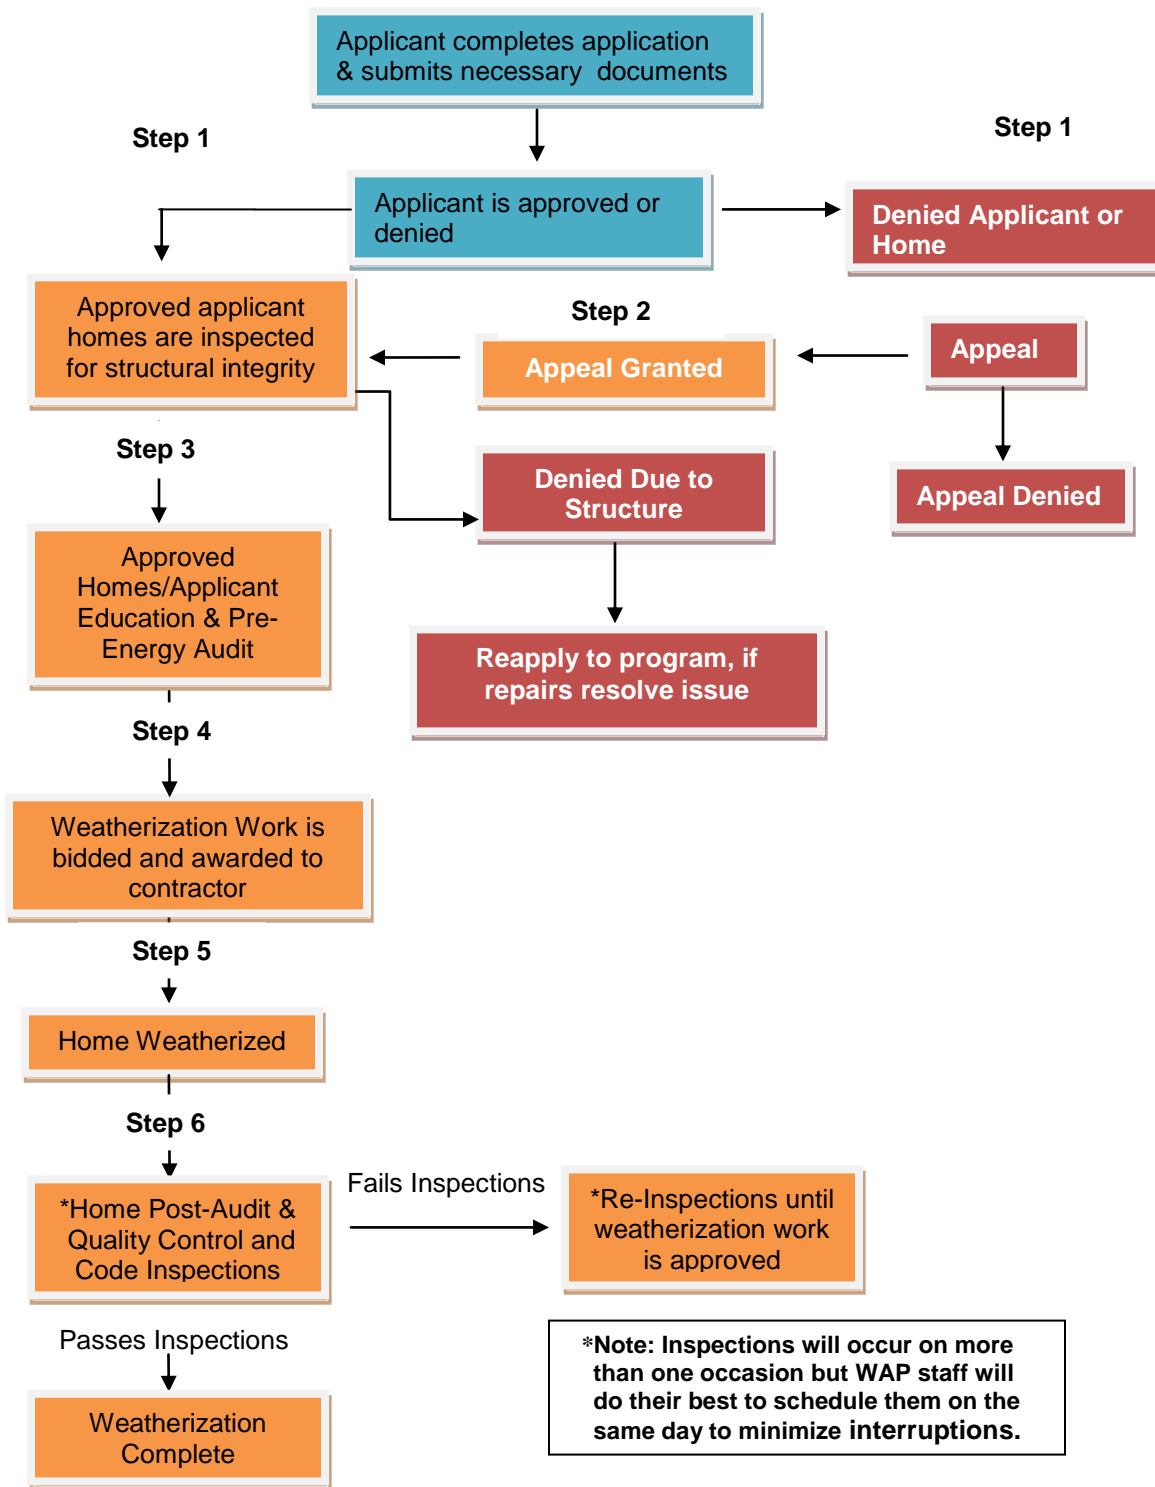 Applicant completes application
& submits necessary documents
Step 1
Step 1
Applicant is approved or
denied
Denied Applicant or
Home
Approved applicant
homes are inspected
for structural integrity
Step 2
Appeal Granted
Appeal
Step 3
Denied Due to
Structure
Appeal Denied
Approved
Homes/Applicant
Education & Pre-
Energy Audit
Reapply to program, if
repairs resolve issue
Step 4
Weatherization Work is
bidded and awarded to
contractor
Step 5
Home Weatherized
Step 6
*Home Post-Audit &
Quality Control and
Code Inspections
Fails Inspections
*Re-Inspections until
weatherization work
is approved
Passes Inspections
Weatherization
Complete
*Note: Inspections will occur on more
than one occasion but WAP staff will
do their best to schedule them on the
same day to minimize interruptions.